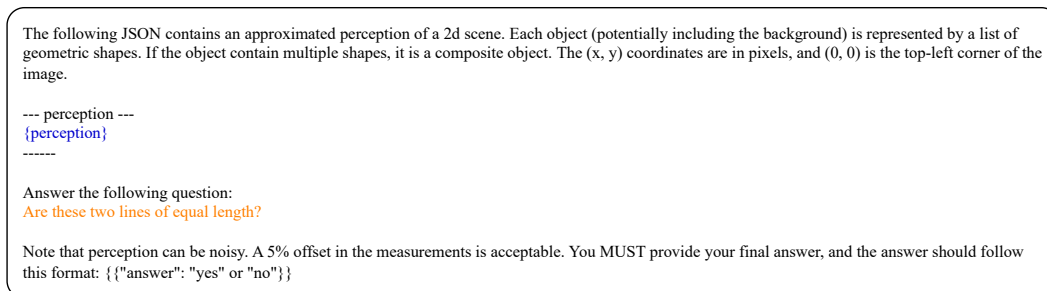 The following JSON contains an approximated perception of a 2d scene. Each object (potentially including the background) is represented by a list of
geometric shapes. If the object contain multiple shapes, it is a composite object. The (x, y) coordinates are in pixels, and (0, 0) is the top-left corner of the
image.
--- perception ---
{perception}
------
Answer the following question:
Are these two lines of equal length?
Note that perception can be noisy. A 5% offset in the measurements is acceptable. You MUST provide your final answer, and the answer should follow
this format: {{"answer": "yes" or "no"}}